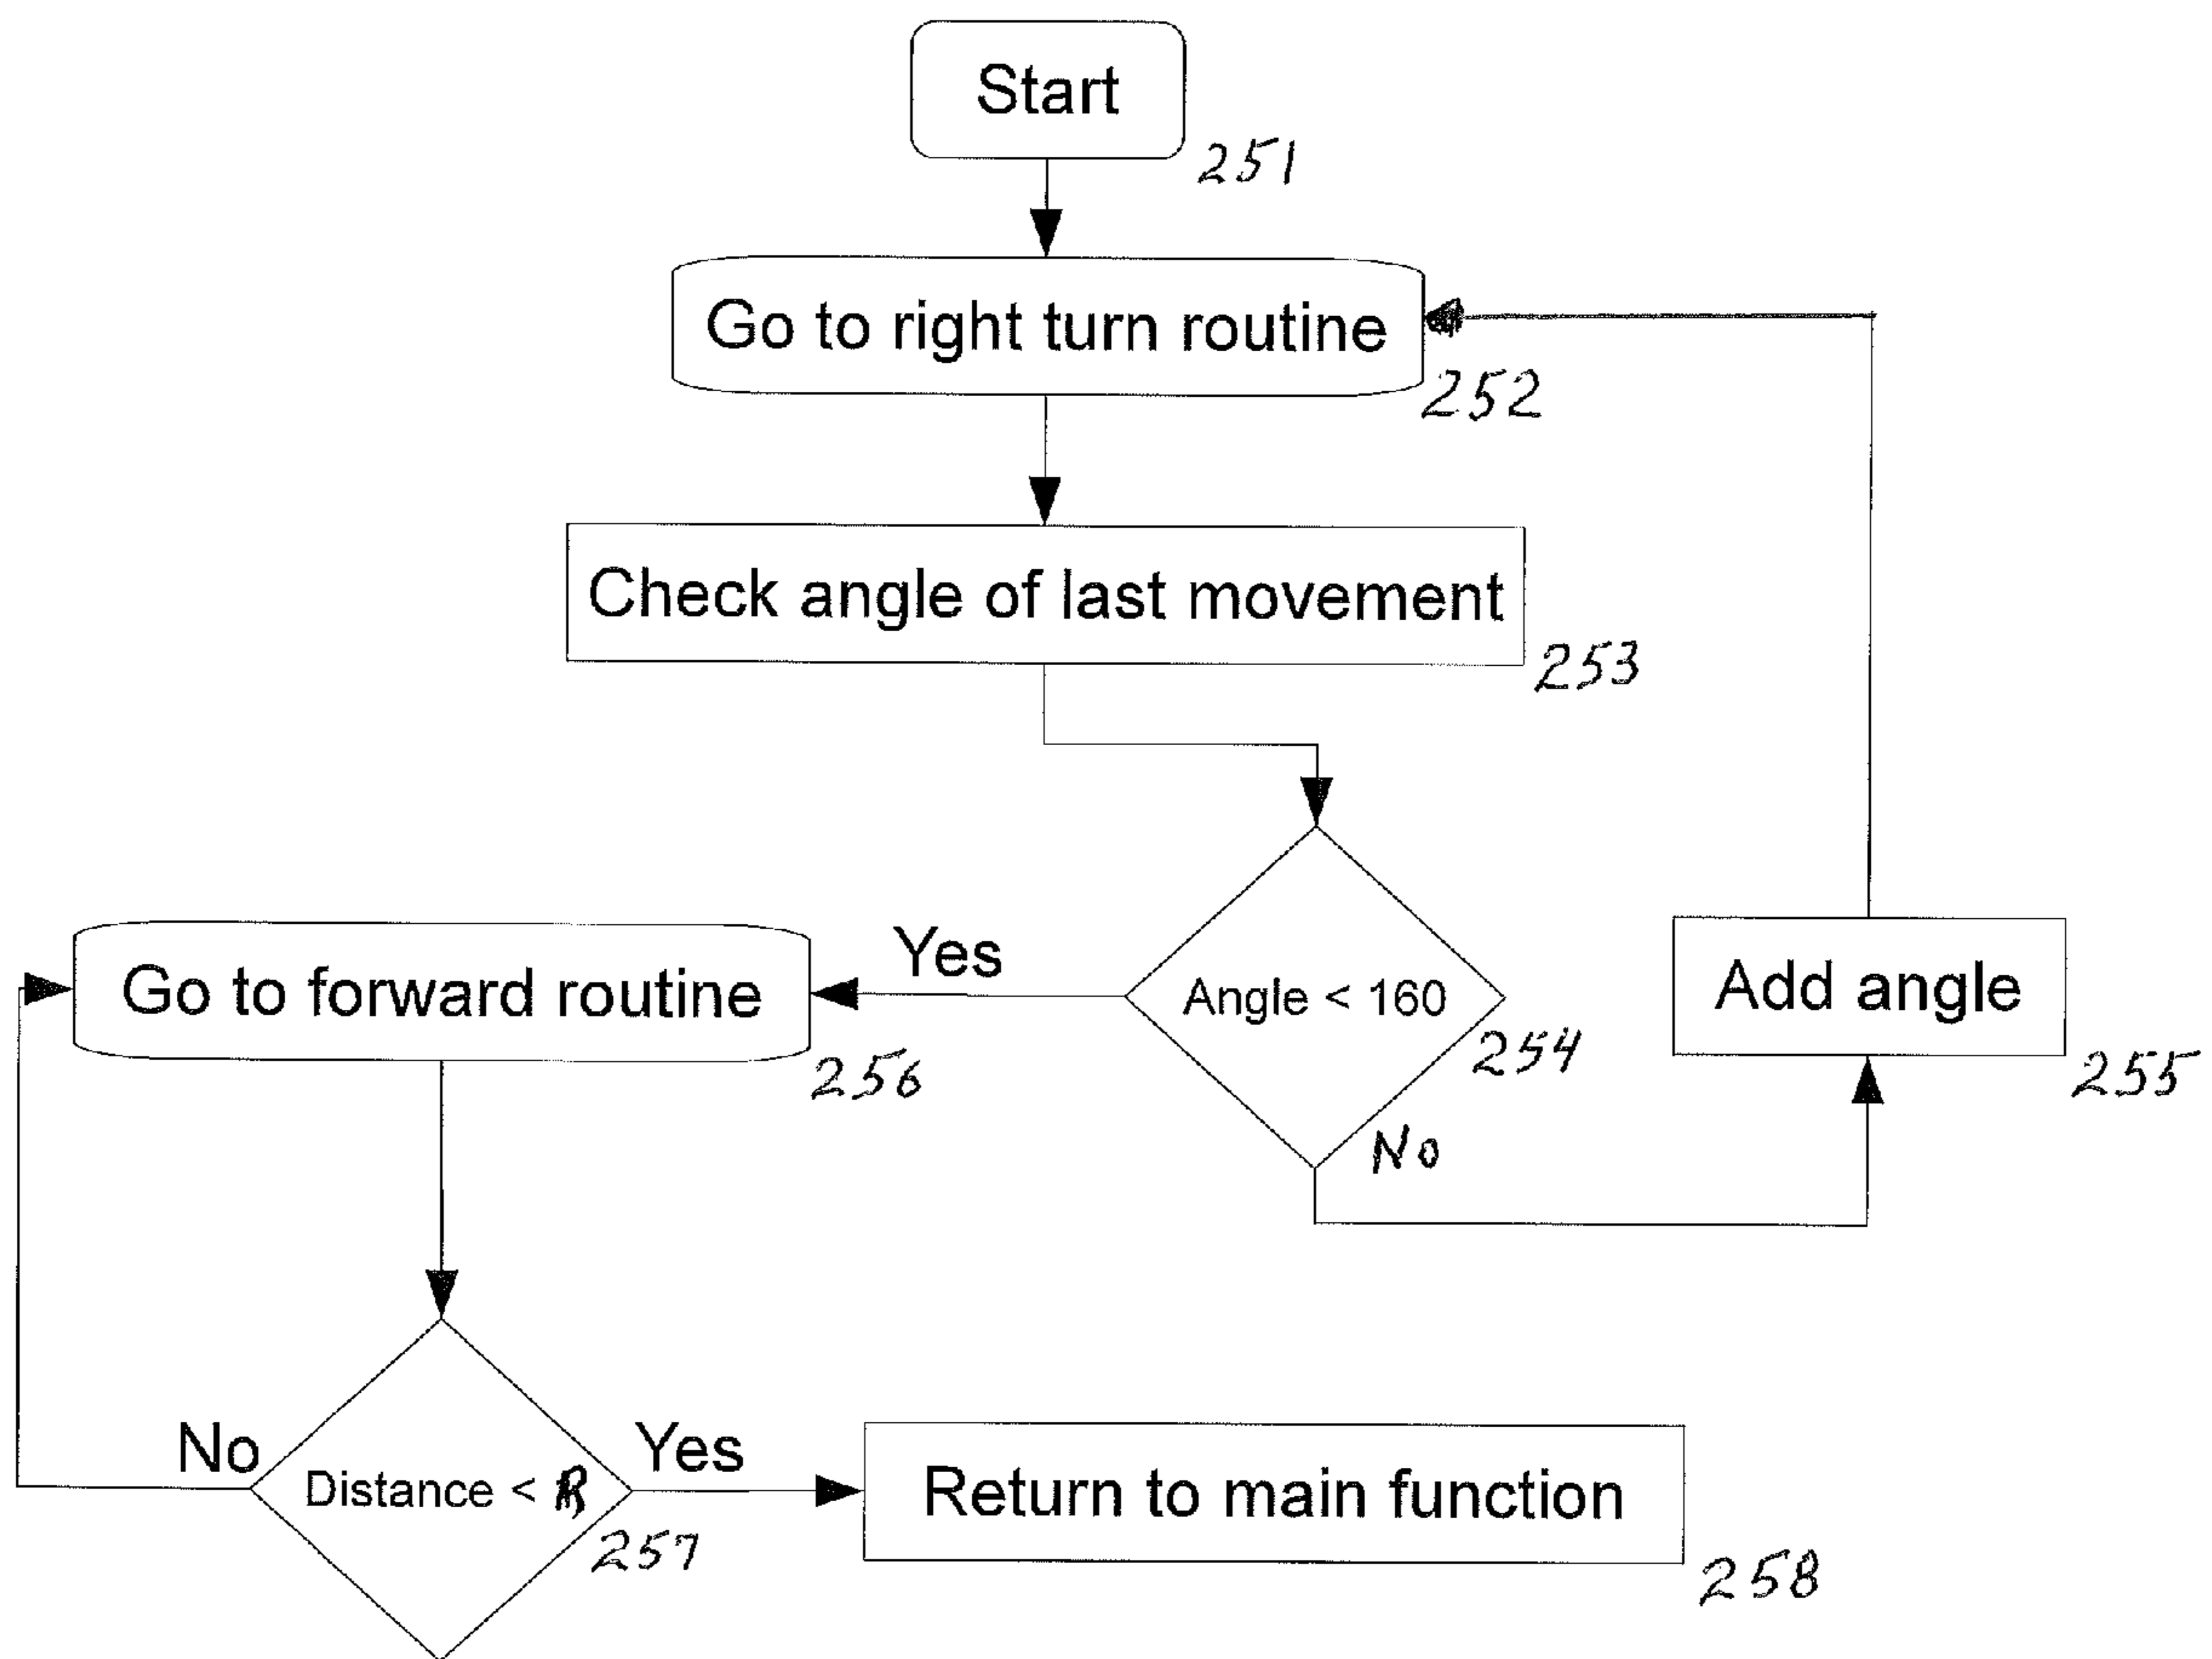 Start
251
Go to right turn routine
252
Check angle of last movement
253
Yes
Angle < 160
254
No
Add angle
255
Go to forward routine
256
No
Distance < R
257
Yes
Return to main function
258